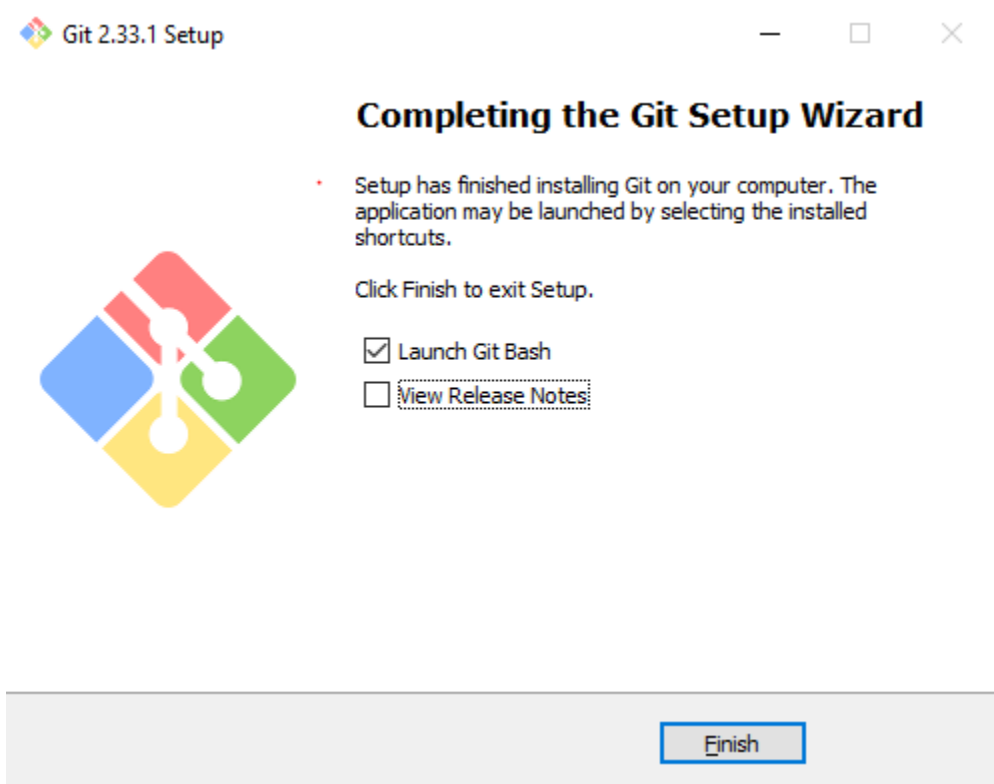 Git 2.33.1 Setup
Completing the Git Setup Wizard
Setup has finished installing Git on your computer. The
application may be launched by selecting the installed
shortcuts.
Click Finish to exit Setup.
Launch Git Bash
View Release Notes
Finish